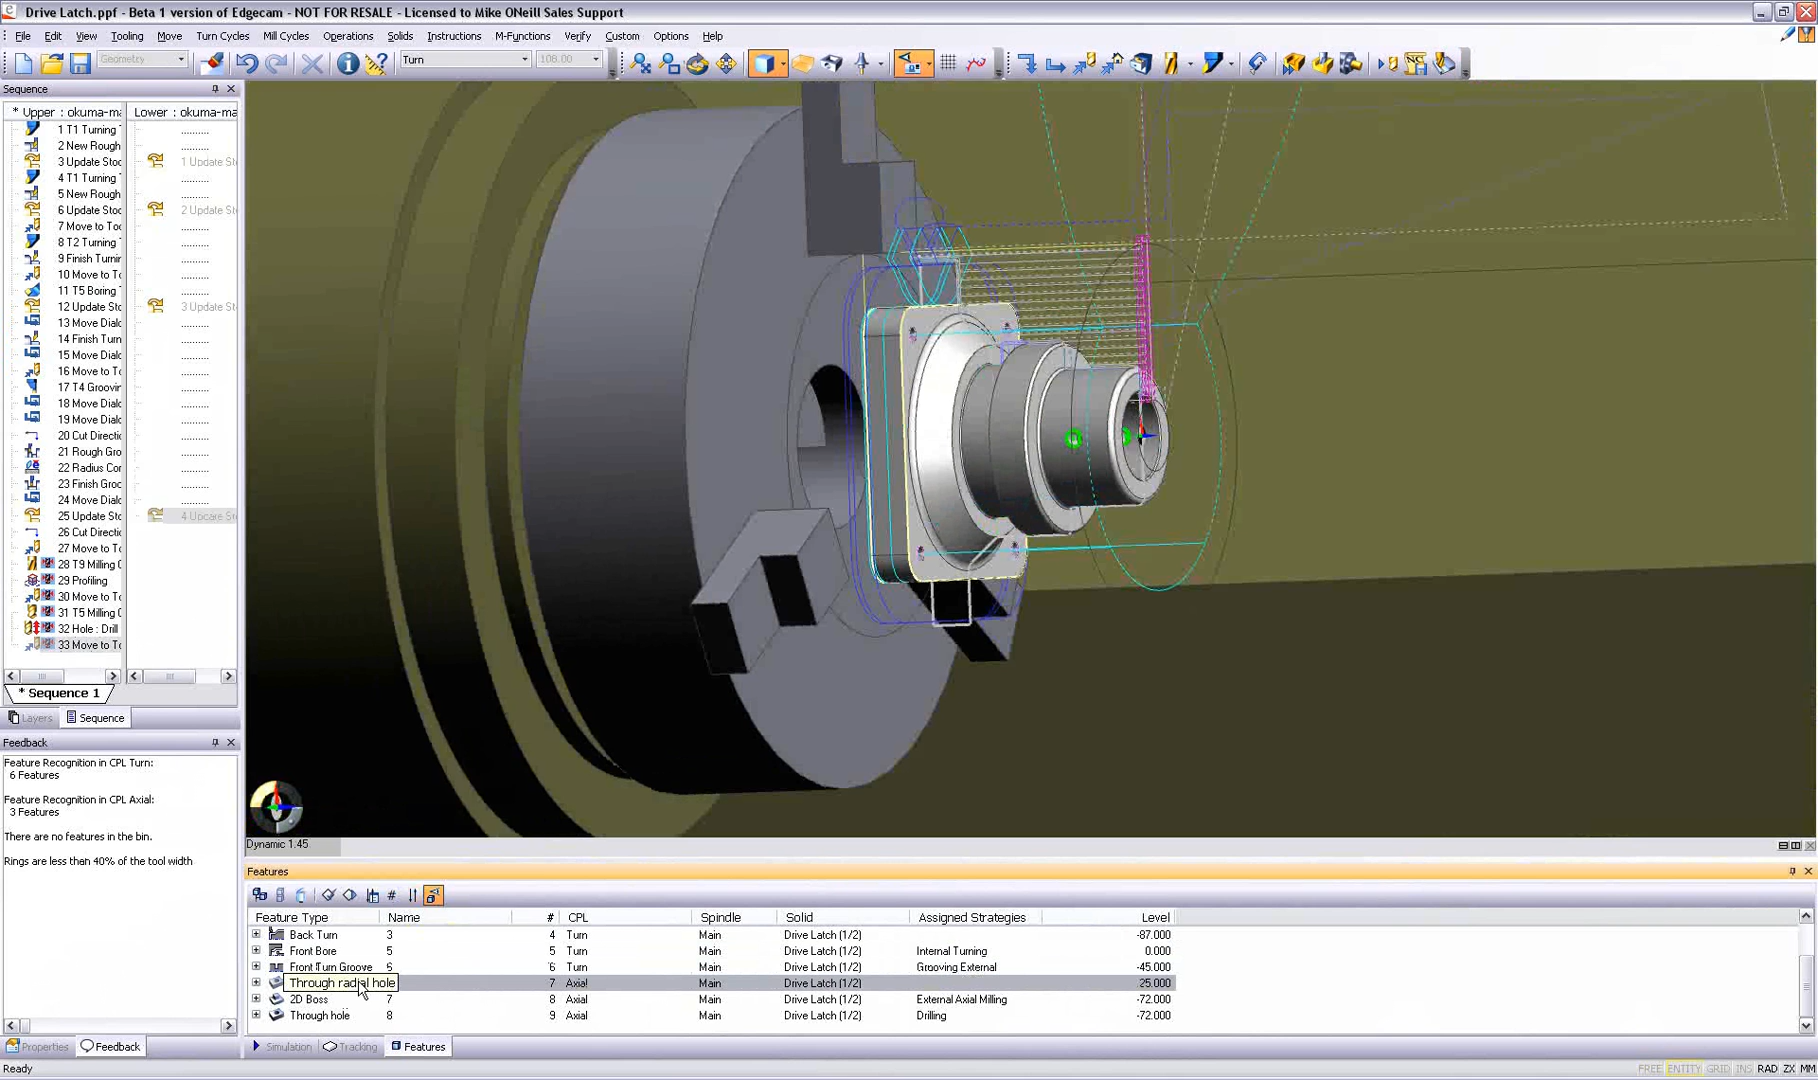 Drive Latch.ppf - Beta 1 version of Edgecam - NOT FOR RESALE - Licensed to Mike ONeill Sales Support
File Edit View Tooling Move Turn Cycles Mill Cycles Operations Solids Instructions M-Functions Verify Custom Options Help
Geometry Turn 108.00
Sequence
* Upper : okuma-ma Lower : okuma-ma
1 T1 Turning T
2 New Rough
3 Update Stoc 1 Update St
4 T1 Turning T
5 New Rough
6 Update Stoc 2 Update St
7 Move to Too
8 T2 Turning T
9 Finish Turnin
10 Move to To
11 T5 Boring T
12 Update Sto 3 Update St
13 Move Dialo
14 Finish Turn
15 Move Dialo
16 Move to To
17 T4 Groovin
18 Move Dialo
19 Move Dialo
20 Cut Directi
21 Rough Gro
22 Radius Cor
23 Finish Groo
24 Move Dialo
25 Update Sto
26 Cut Directi
27 Move to To
28 T9 Milling C
29 Profiling
30 Move to To
31 T5 Milling C
32 Hole : Drill
33 Move to To
* Sequence 1
Layers Sequence
Feedback
Feature Recognition in CPL Turn:
6 Features
Feature Recognition in CPL Axial:
3 Features
There are no features in the bin.
Rings are less than 40% of the tool width
Properties Feedback
Dynamic 1.45
Features
Feature Type Name # CPL Spindle Solid Assigned Strategies Level
Back Turn 3 4 Turn Main Drive Latch (1/2) -87.000
Front Bore 5 5 Turn Main Drive Latch (1/2) Internal Turning 0.000
Front Turn Groove 6 6 Turn Main Drive Latch (1/2) Grooving External -45.000
Through radial hole 7 Axial Main Drive Latch (1/2) 25.000
2D Boss 7 8 Axial Main Drive Latch (1/2) External Axial Milling -72.000
Through hole 8 9 Axial Main Drive Latch (1/2) Drilling -72.000
Simulation Tracking Features
Ready FREE ENTITY GRID INS RAD ZX MM